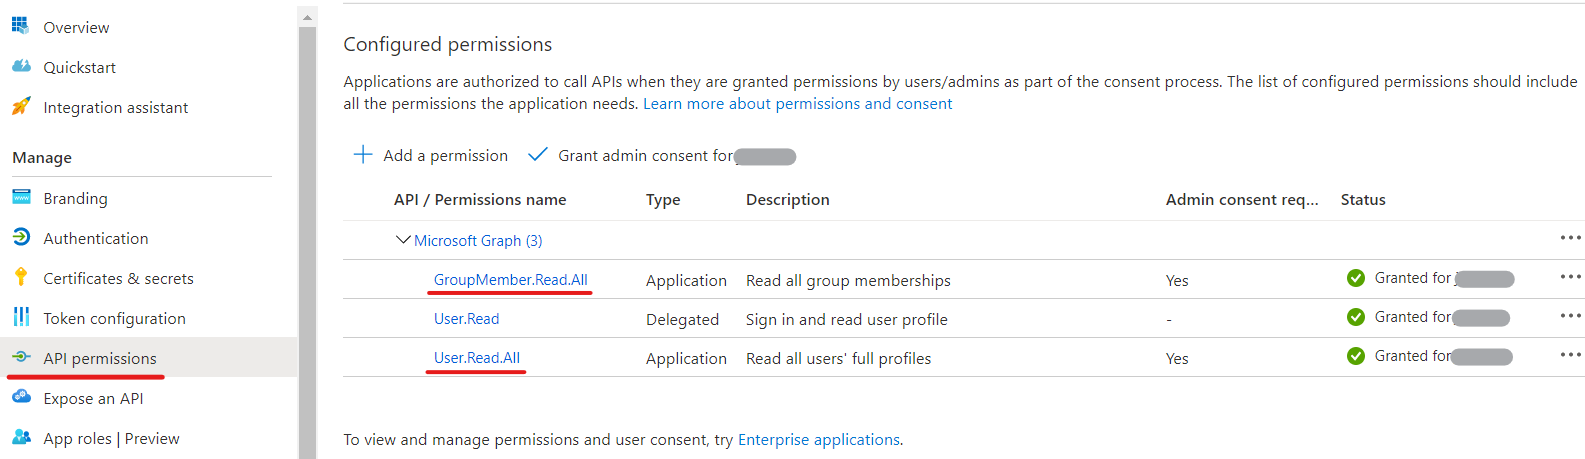 Overview
Quickstart
Integration assistant
Manage
Branding
Authentication
Certificates & secrets
Token configuration
API permissions
Expose an API
App roles | Preview
Configured permissions
Applications are authorized to call APIs when they are granted permissions by users/admins as part of the consent process. The list of configured permissions should include
all the permissions the application needs. Learn more about permissions and consent
Add a permission Grant admin consent for
API / Permissions name Type Description Admin consent req... Status
Microsoft Graph (3)
GroupMember.Read.All Application Read all group memberships Yes Granted for
User.Read Delegated Sign in and read user profile - Granted for
User.Read.All Application Read all users' full profiles Yes Granted for
To view and manage permissions and user consent, try Enterprise applications.